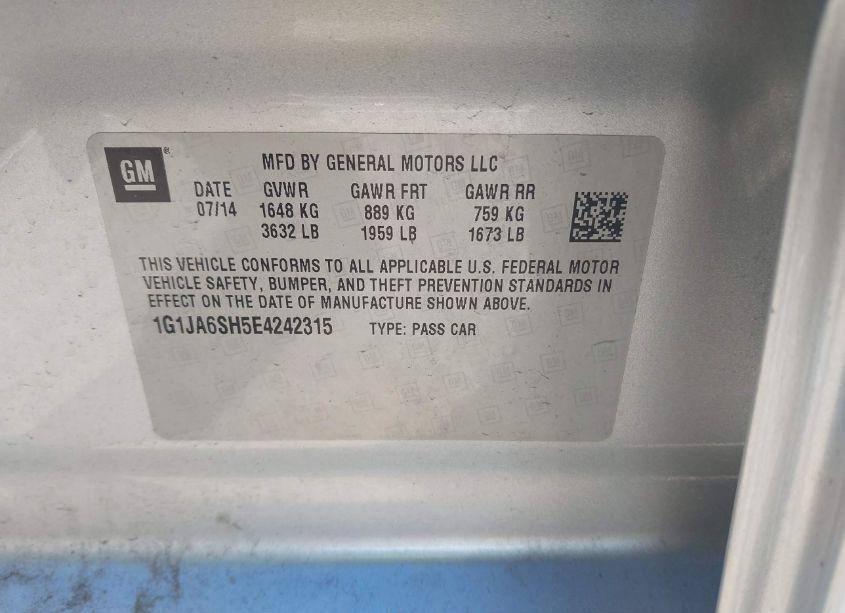 GM®
MFD BY GENERAL MOTORS LLC
DATE GVWR GAWR FRT GAWR RR
07/14 1648 KG 889 KG 759 KG
3632 LB 1959 LB 1673 LB
THIS VEHICLE CONFORMS TO ALL APPLICABLE U.S. FEDERAL MOTOR
VEHICLE SAFETY, BUMPER, AND THEFT PREVENTION STANDARDS IN
EFFECT ON THE DATE OF MANUFACTURE SHOWN ABOVE.
1G1JA6SH5E4242315 TYPE: PASS CAR